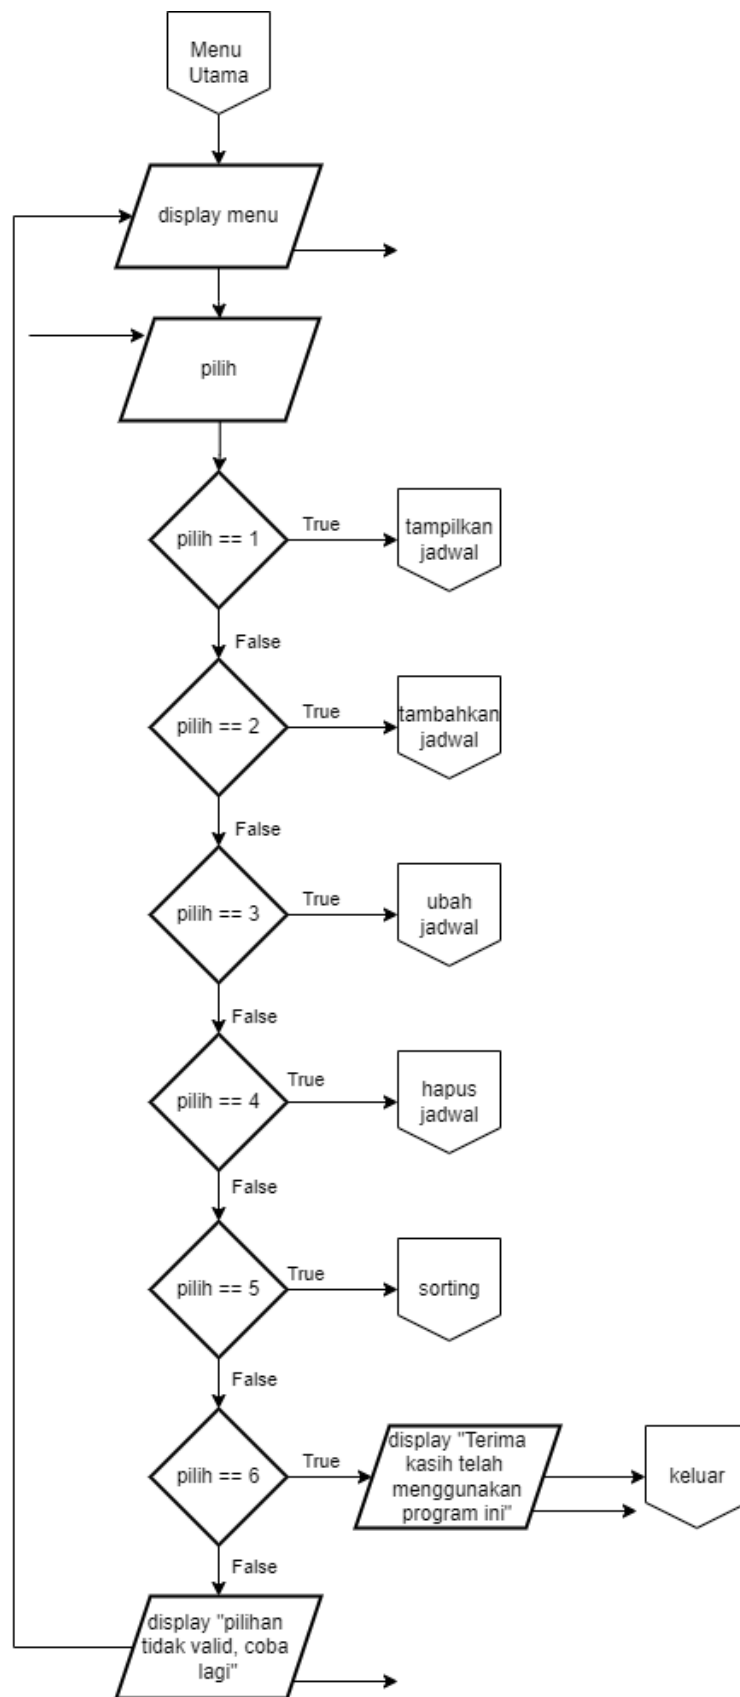 Menu
Utama
display menu
pilih
pilih == 1
True
tampilkan
jadwal
False
pilih == 2
True
tambahkan
jadwal
False
pilih == 3
True
ubah
jadwal
False
pilih == 4
True
hapus
jadwal
False
pilih == 5
True
sorting
False
pilih == 6
True
display "Terima
kasih telah
menggunakan
program ini"
keluar
False
display "pilihan
tidak valid, coba
lagi"